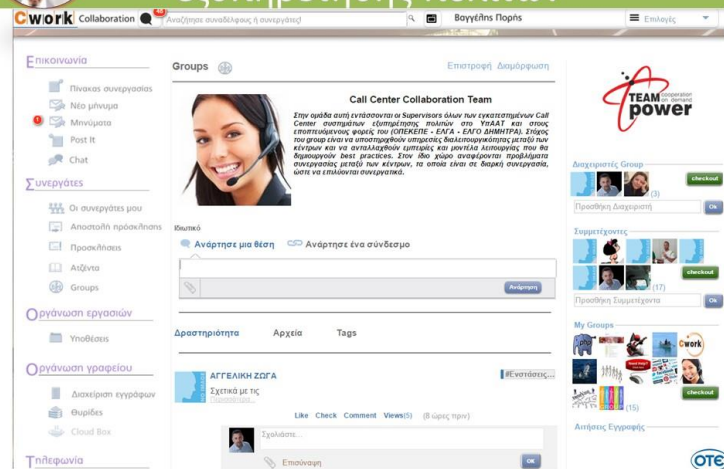 Cwork Collaboration
Αναζητήστε συναδέλφους ή συνεργάτες!
Βαγγέλης Πορής
Επιλογές
Επικοινωνία
Πίνακας συνεργασίας
Νέο μήνυμα
Μηνύματα
Post It
Chat
Συνεργάτες
Οι συνεργάτες μου
Αποστολή πρόσκλησης
Προσκλήσεις
Ατζέντα
Groups
Οργάνωση εργασιών
Υποθέσεις
Οργάνωση γραφείου
Διαχείριση εγγράφων
Θυρίδες
Cloud Box
Τηλεφωνία
Groups
Επιστροφή Διαμόρφωση
Call Center Collaboration Team
Στην ομάδα αυτή εντάσσονται οι Supervisors όλων των εγκατεστημένων Call
Center συστημάτων εξυπηρέτησης πολιτών στο ΥπΑΑΤ και στους
εποπτευόμενους φορείς του (ΟΠΕΚΕΠΕ - ΕΛΓΑ - ΕΛΓΟ ΔΗΜΗΤΡΑ). Στόχος
του group είναι να υποστηριχθούν υπηρεσίες διαλειτουργικότητας μεταξύ των
κέντρων και να ανταλλαχθούν εμπειρίες και μοντέλα λειτουργίας που θα
δημιουργούν best practices. Στον ίδιο χώρο αναφέρονται προβλήματα
συνεργασίας μεταξύ των κέντρων, τα οποία είναι σε διαρκή συνεργασία,
ώστε να επιλύονται συνεργατικά.
Ιδιωτικό
Ανάρτησε μια θέση Ανάρτησε ένα σύνδεσμο
Ανάρτηση
Δραστηριότητα Αρχεία Tags
ΑΓΓΕΛΙΚΗ ΖΩΓΑ
#Ενστάσεις...
Σχετικά με τις
Περισσότερα...
Like Check Comment Views(5) (8 ώρες πριν)
Σχολιάστε...
Επισύναψη
OK
TEAM cooperation
on demand
power
Διαχειριστές Group
(3)
checkout
Προσθήκη Διαχειριστή
Ok
Συμμετέχοντες
(17)
checkout
Προσθήκη Συμμετέχοντα
Ok
My Groups
php
Cwork
(15)
checkout
Αιτήσεις Εγγραφής
OTE